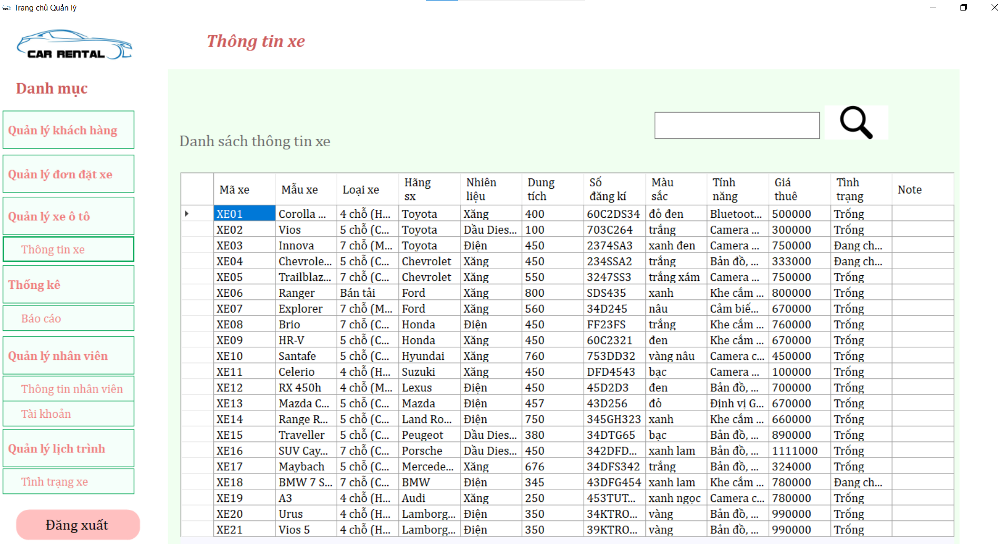 Trang chủ Quản lý
CAR RENTAL
Thông tin xe
Danh mục
Quản lý khách hàng
Quản lý đơn đặt xe
Quản lý xe ô tô
Thông tin xe
Thống kê
Báo cáo
Quản lý nhân viên
Thông tin nhân viên
Tài khoản
Quản lý lịch trình
Tình trạng xe
Đăng xuất
Danh sách thông tin xe
Mã xe Mẫu xe Loại xe Hãng sx Nhiên liệu Dung tích Số đăng kí Màu sắc Tính năng Giá thuê Tình trạng Note
XE01 Corolla ... 4 chỗ (H... Toyota Xăng 400 60C2DS34 đỏ đen Bluetoot... 500000 Trống
XE02 Vios 5 chỗ (C... Toyota Dầu Dies... 100 703C264 trắng Camera ... 300000 Trống
XE03 Innova 7 chỗ (M... Toyota Điện 450 2374SA3 xanh đen Camera ... 750000 Đang ch...
XE04 Chevrole... 5 chỗ (C... Chevrolet Xăng 450 234SSA2 trắng Bản đồ, ... 333000 Đang ch...
XE05 Trailblaz... 7 chỗ (C... Chevrolet Xăng 550 3247SS3 trắng xám Camera ... 750000 Trống
XE06 Ranger Bán tải Ford Xăng 800 SDS435 xanh Khe cắm ... 800000 Trống
XE07 Explorer 7 chỗ (M... Ford Xăng 560 34D245 nâu Cảm biế... 670000 Trống
XE08 Brio 7 chỗ (C... Honda Điện 450 FF23FS trắng Khe cắm ... 760000 Trống
XE09 HR-V 5 chỗ (C... Honda Xăng 450 60C2321 đen Khe cắm ... 670000 Trống
XE10 Santafe 5 chỗ (C... Hyundai Xăng 760 753DD32 vàng nâu Camera c... 450000 Trống
XE11 Celerio 4 chỗ (H... Suzuki Xăng 450 DFD4543 bạc Camera ... 100000 Trống
XE12 RX 450h 4 chỗ (M... Lexus Điện 450 45D2D3 đen Bản đồ, ... 700000 Trống
XE13 Mazda C... 5 chỗ (C... Mazda Điện 457 43D256 đỏ Định vị G... 670000 Trống
XE14 Range R... 5 chỗ (C... Land Ro... Điện 750 345GH323 xanh Khe cắm ... 660000 Trống
XE15 Traveller 5 chỗ (C... Peugeot Dầu Dies... 380 34DTG65 bạc Bản đồ, ... 890000 Trống
XE16 SUV Cay... 7 chỗ (C... Porsche Dầu Dies... 450 342DFD... xanh lam Bản đồ, ... 1111000 Trống
XE17 Maybach 5 chỗ (C... Mercede... Xăng 676 34DFS342 trắng Bản đồ, ... 324000 Trống
XE18 BMW 7 S... 7 chỗ (C... BMW Điện 345 43DFG454 xanh lam Khe cắm ... 780000 Đang ch...
XE19 A3 4 chỗ (H... Audi Xăng 250 453TUT... xanh ngọc Camera c... 780000 Trống
XE20 Urus 4 chỗ (H... Lamborg... Điện 350 34KTRO... vàng Bản đồ, ... 990000 Trống
XE21 Vios 5 4 chỗ (H... Lamborg... Điện 350 39KTRO... vàng Bản đồ, ... 990000 Trống